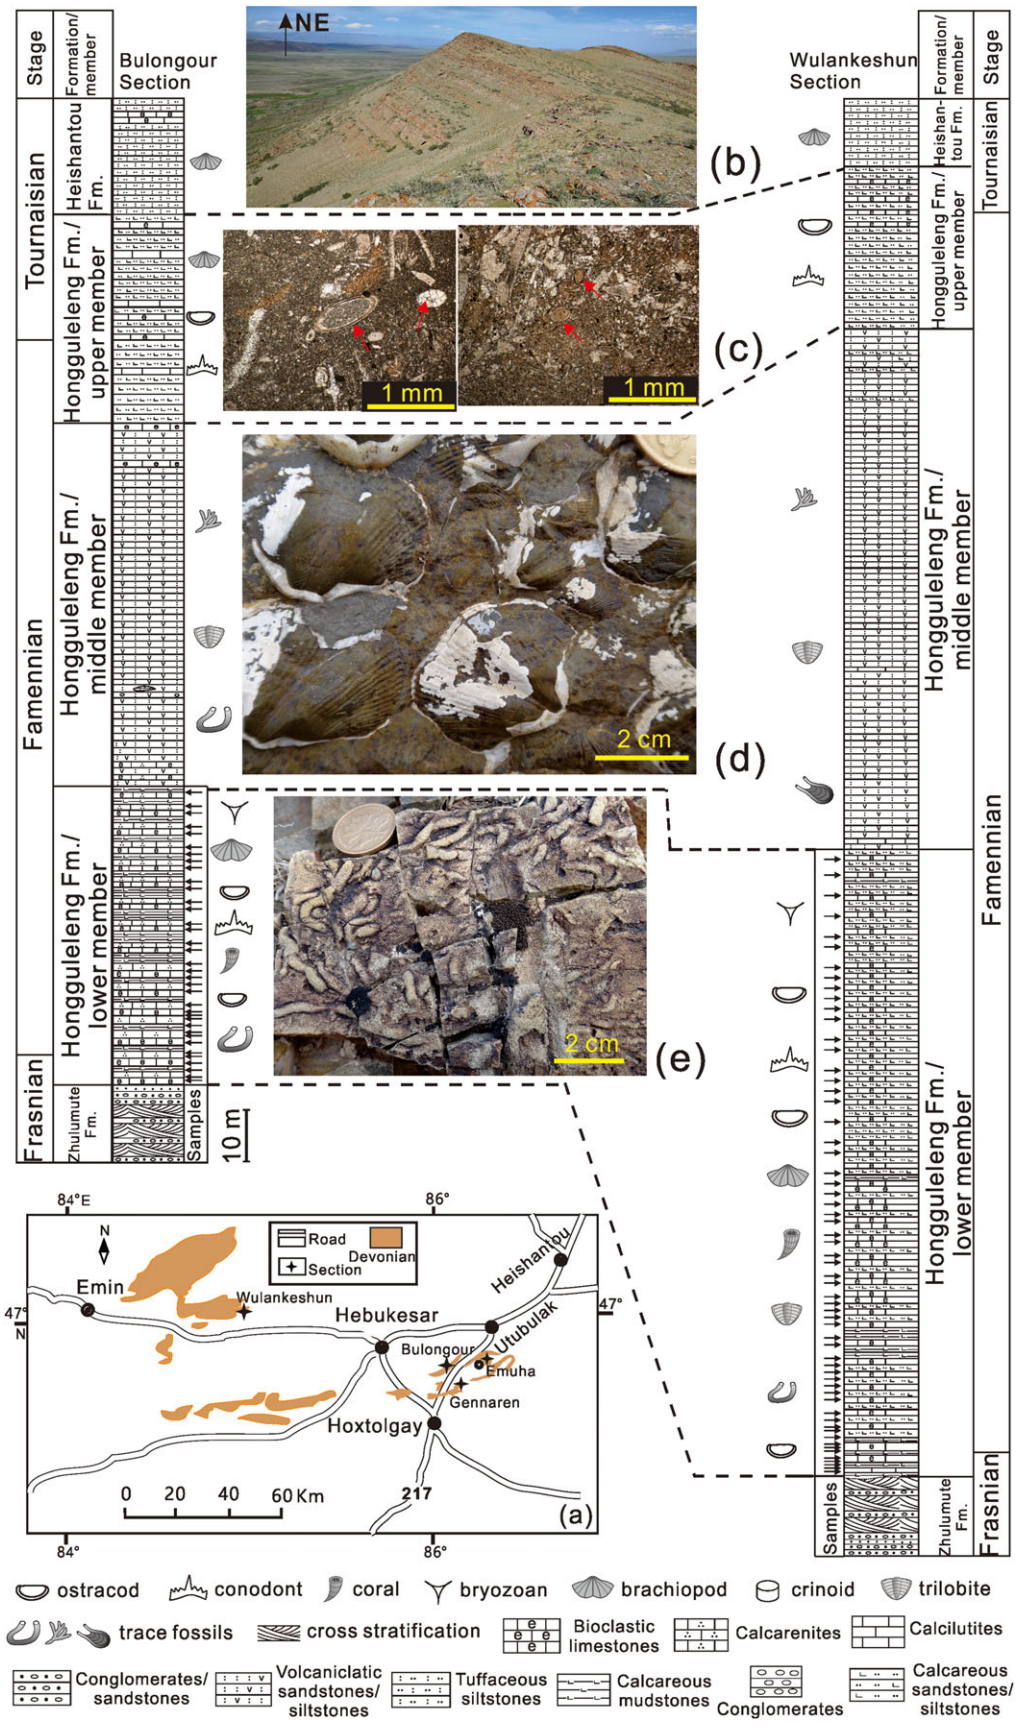 Stage
Formation/
member
Bulongour
Section
NE
(b)
Wulankeshun
Section
Formation/
member
Stage
Tournaisian
Heishantou
Fm.
Hongguleleng Fm./
upper member
Famennian
Hongguleleng Fm./
middle member
Hongguleleng Fm./
lower member
Frasnian
Zhulumute
Fm.
Samples
10 m
1 mm
1 mm
(c)
2 cm
(d)
2 cm
(e)
Heishan-
tou Fm.
Tournaisian
Hongguleleng Fm./
upper member
Hongguleleng Fm./
middle member
Famennian
Hongguleleng Fm./
lower member
Frasnian
Samples
Zhulumute
Fm.
84°E
86°
N
Road
Devonian
Section
Heishantou
Emin
Wulankeshun
47°
N
Hebukesar
47°
Utubulak
Bulongour
Emuha
Gennaren
Hoxtolgay
0 20 40 60 Km
217
(a)
84°
86°
ostracod
conodont
coral
bryozoan
brachiopod
crinoid
trilobite
trace fossils
cross stratification
Bioclastic
limestones
Calcarenites
Calcilutites
Conglomerates/
sandstones
Volcaniclatic
sandstones/
siltstones
Tuffaceous
siltstones
Calcareous
mudstones
Conglomerates
Calcareous
sandstones/
siltstones